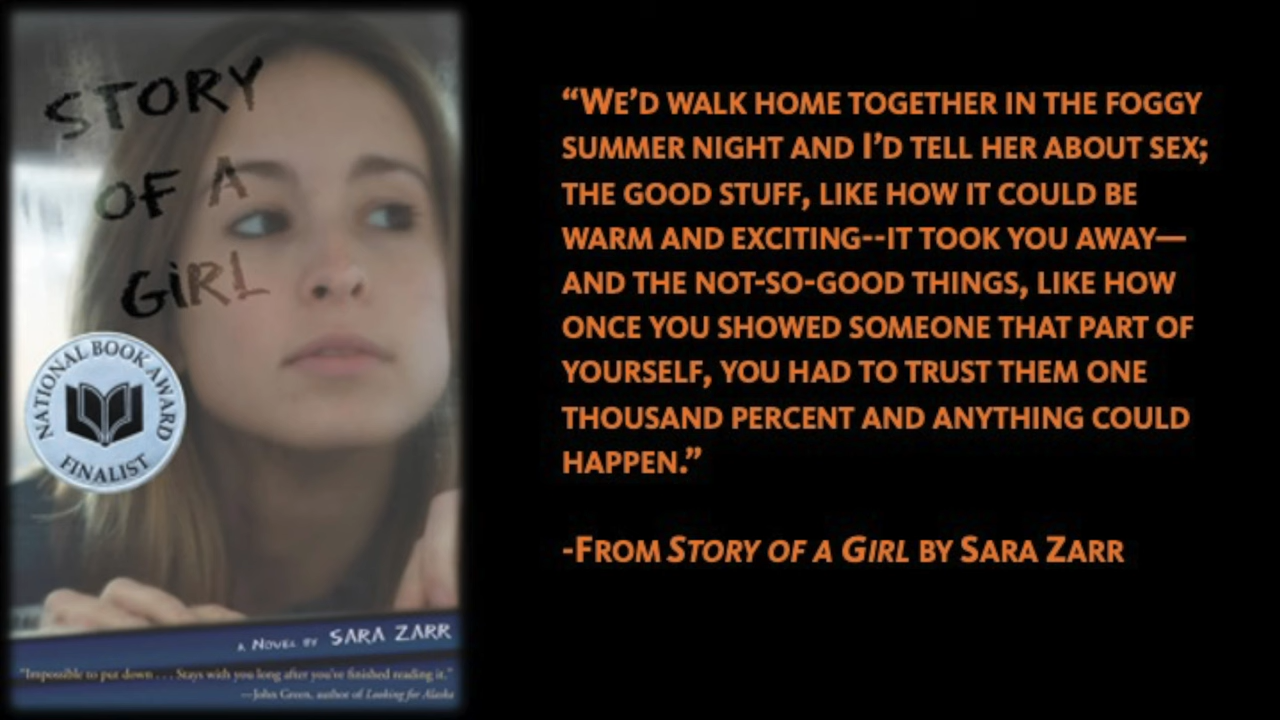 STORY
OF A
GiRL
NATIONAL BOOK AWARD
FINALIST
A NOVEL BY SARA ZARR
"Impossible to put down . . . Stays with you long after you've finished reading it."
—John Green, author of Looking for Alaska
“WE’D WALK HOME TOGETHER IN THE FOGGY
SUMMER NIGHT AND I’D TELL HER ABOUT SEX;
THE GOOD STUFF, LIKE HOW IT COULD BE
WARM AND EXCITING--IT TOOK YOU AWAY—
AND THE NOT-SO-GOOD THINGS, LIKE HOW
ONCE YOU SHOWED SOMEONE THAT PART OF
YOURSELF, YOU HAD TO TRUST THEM ONE
THOUSAND PERCENT AND ANYTHING COULD
HAPPEN.”
-FROM STORY OF A GIRL BY SARA ZARR